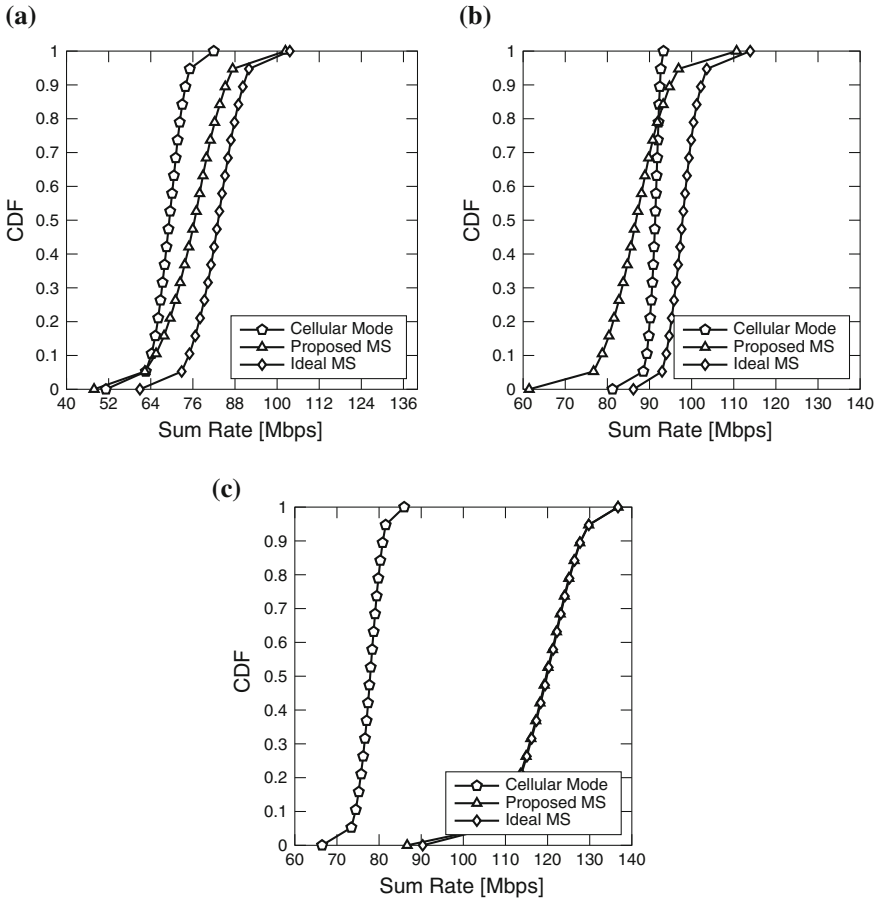 (a)
1
0.9
0.8
0.7
0.6
0.5
0.4
0.3
0.2
0.1
0
CDF
40 52 64 76 88 100 112 124 136
Sum Rate [Mbps]
Cellular Mode
Proposed MS
Ideal MS
(b)
1
0.9
0.8
0.7
0.6
0.5
0.4
0.3
0.2
0.1
0
CDF
60 70 80 90 100 110 120 130 140
Sum Rate [Mbps]
Cellular Mode
Proposed MS
Ideal MS
(c)
1
0.9
0.8
0.7
0.6
0.5
0.4
0.3
0.2
0.1
0
CDF
60 70 80 90 100 110 120 130 140
Sum Rate [Mbps]
Cellular Mode
Proposed MS
Ideal MS